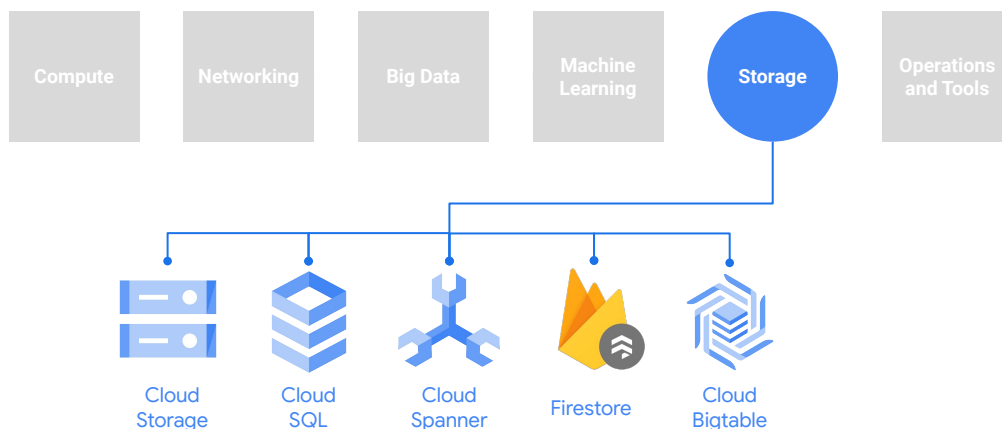 Compute
Networking
Big Data
Machine
Learning
Storage
Operations
and Tools
Cloud
Storage
Cloud
SQL
Cloud
Spanner
Firestore
Cloud
Bigtable